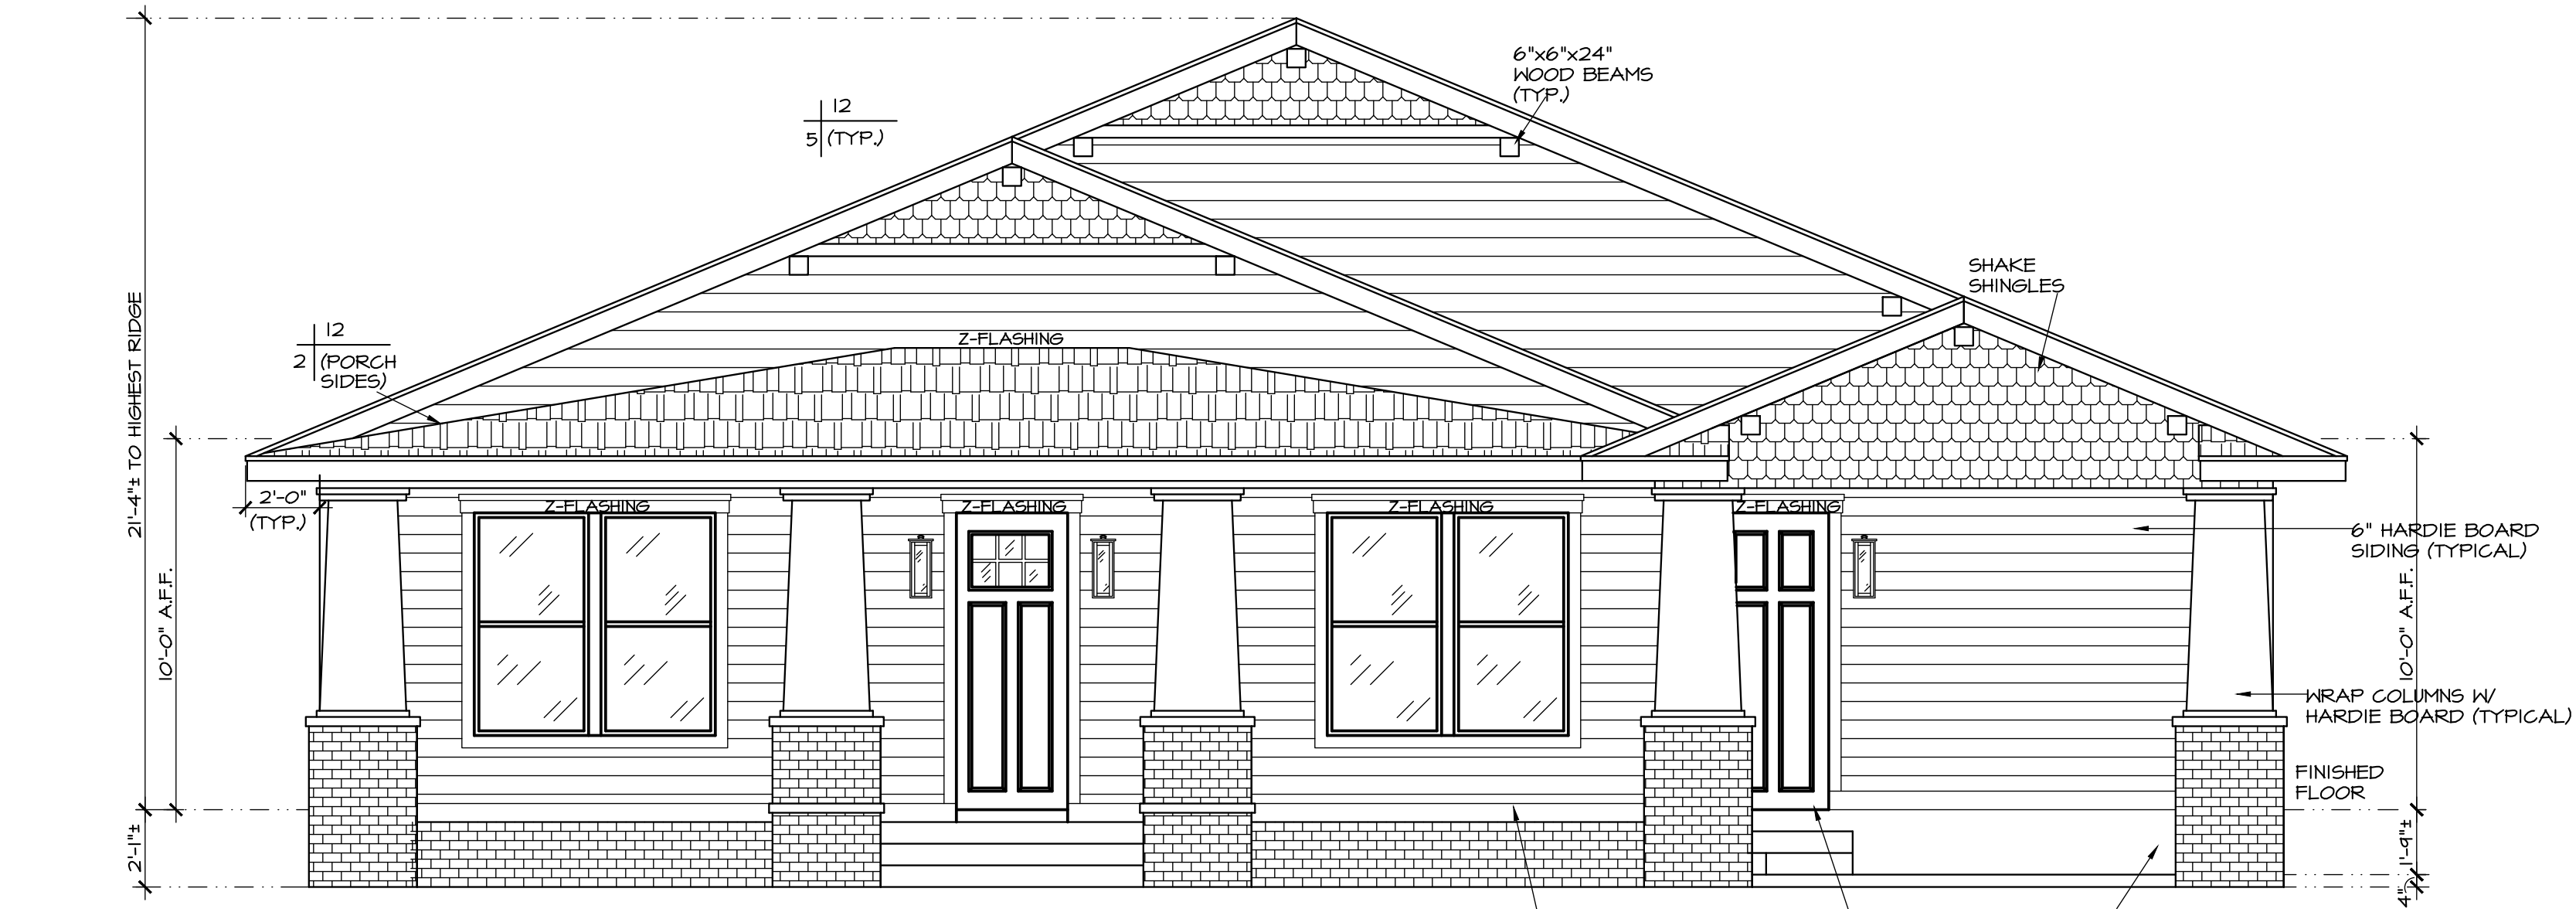 6"x6"x24"
WOOD BEAMS
(TYP.)
12
5 (TYP.)
SHAKE
SHINGLES
12
2 (PORCH
SIDES)
Z-FLASHING
21'-4"± TO HIGHEST RIDGE
2'-0"
(TYP.)
Z-FLASHING
Z-FLASHING
Z-FLASHING
Z-FLASHING
6" HARDIE BOARD
SIDING (TYPICAL)
10'-0" A.F.F.
10'-0" A.F.F.
WRAP COLUMNS W/
HARDIE BOARD (TYPICAL)
FINISHED
FLOOR
2'-1"±
1'-9"±
4"